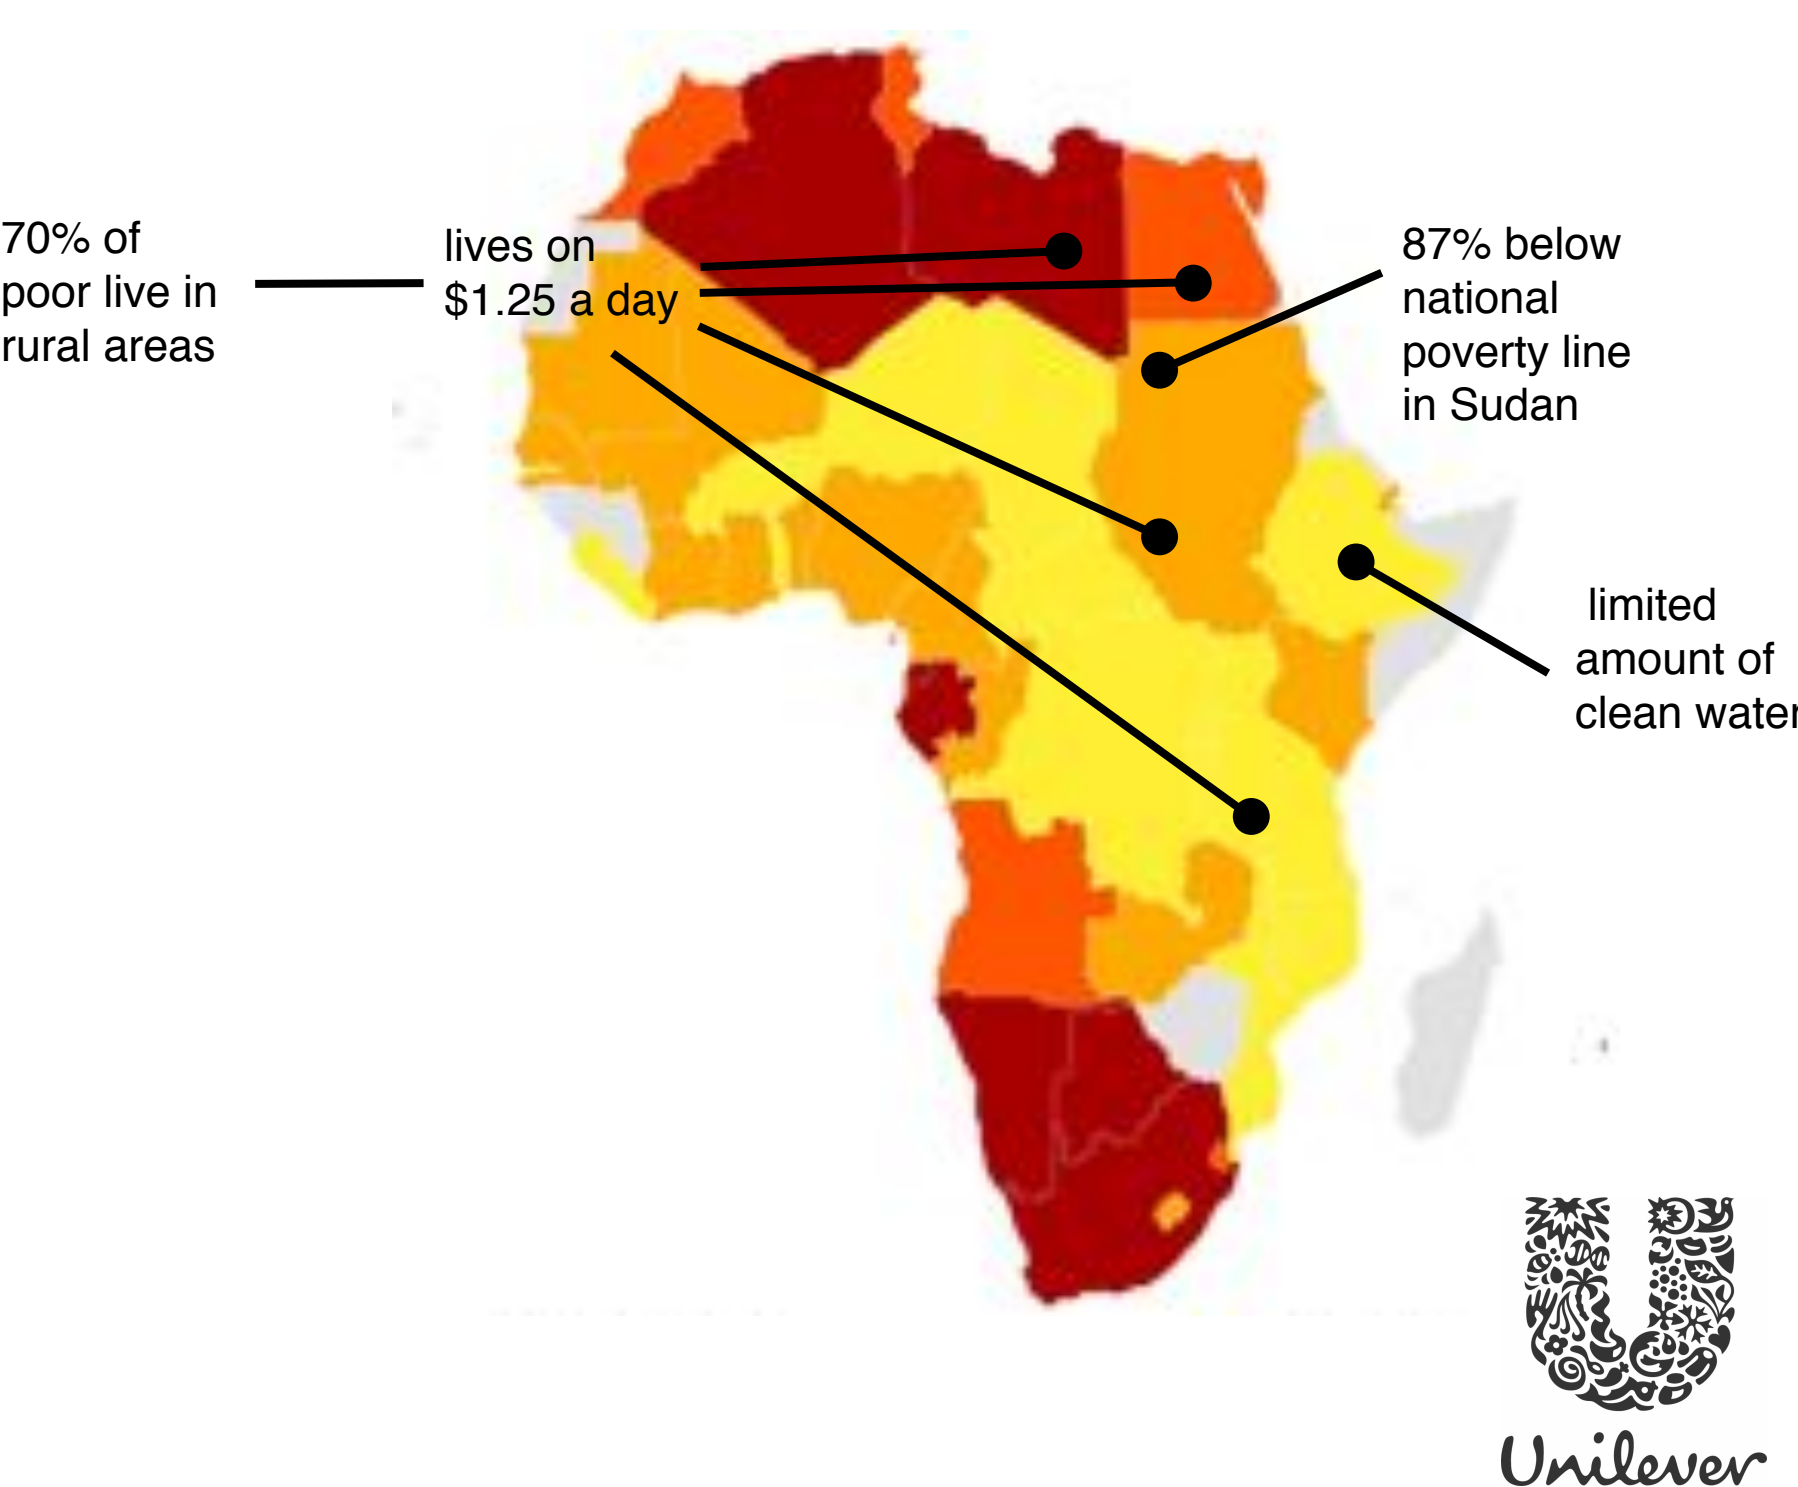 70% of
poor live in
rural areas
lives on
$1.25 a day
87% below
national
poverty line
in Sudan
limited
amount of
clean water
Unilever